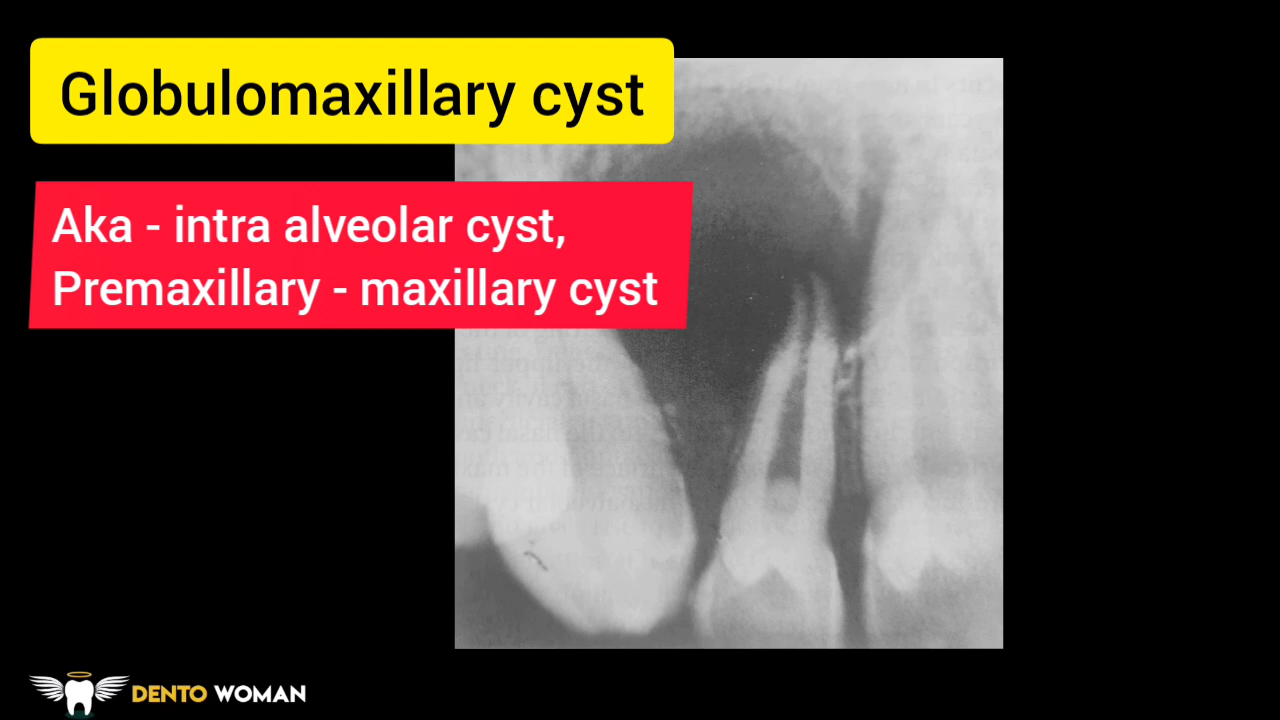 Globulomaxillary cyst
Aka - intra alveolar cyst,
Premaxillary - maxillary cyst
DENTO WOMAN